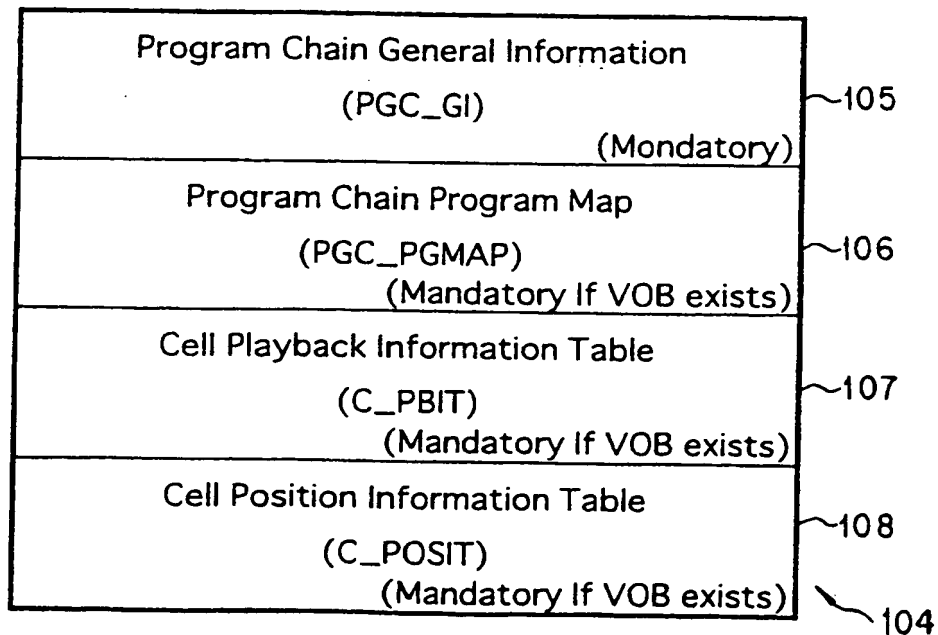 Program Chain General Information
(PGC_GI)
(Mondatory)
105
Program Chain Program Map
(PGC_PGMAP)
(Mandatory If VOB exists)
106
Cell Playback Information Table
(C_PBIT)
(Mandatory If VOB exists)
107
Cell Position Information Table
(C_POSIT)
(Mandatory If VOB exists)
108
104